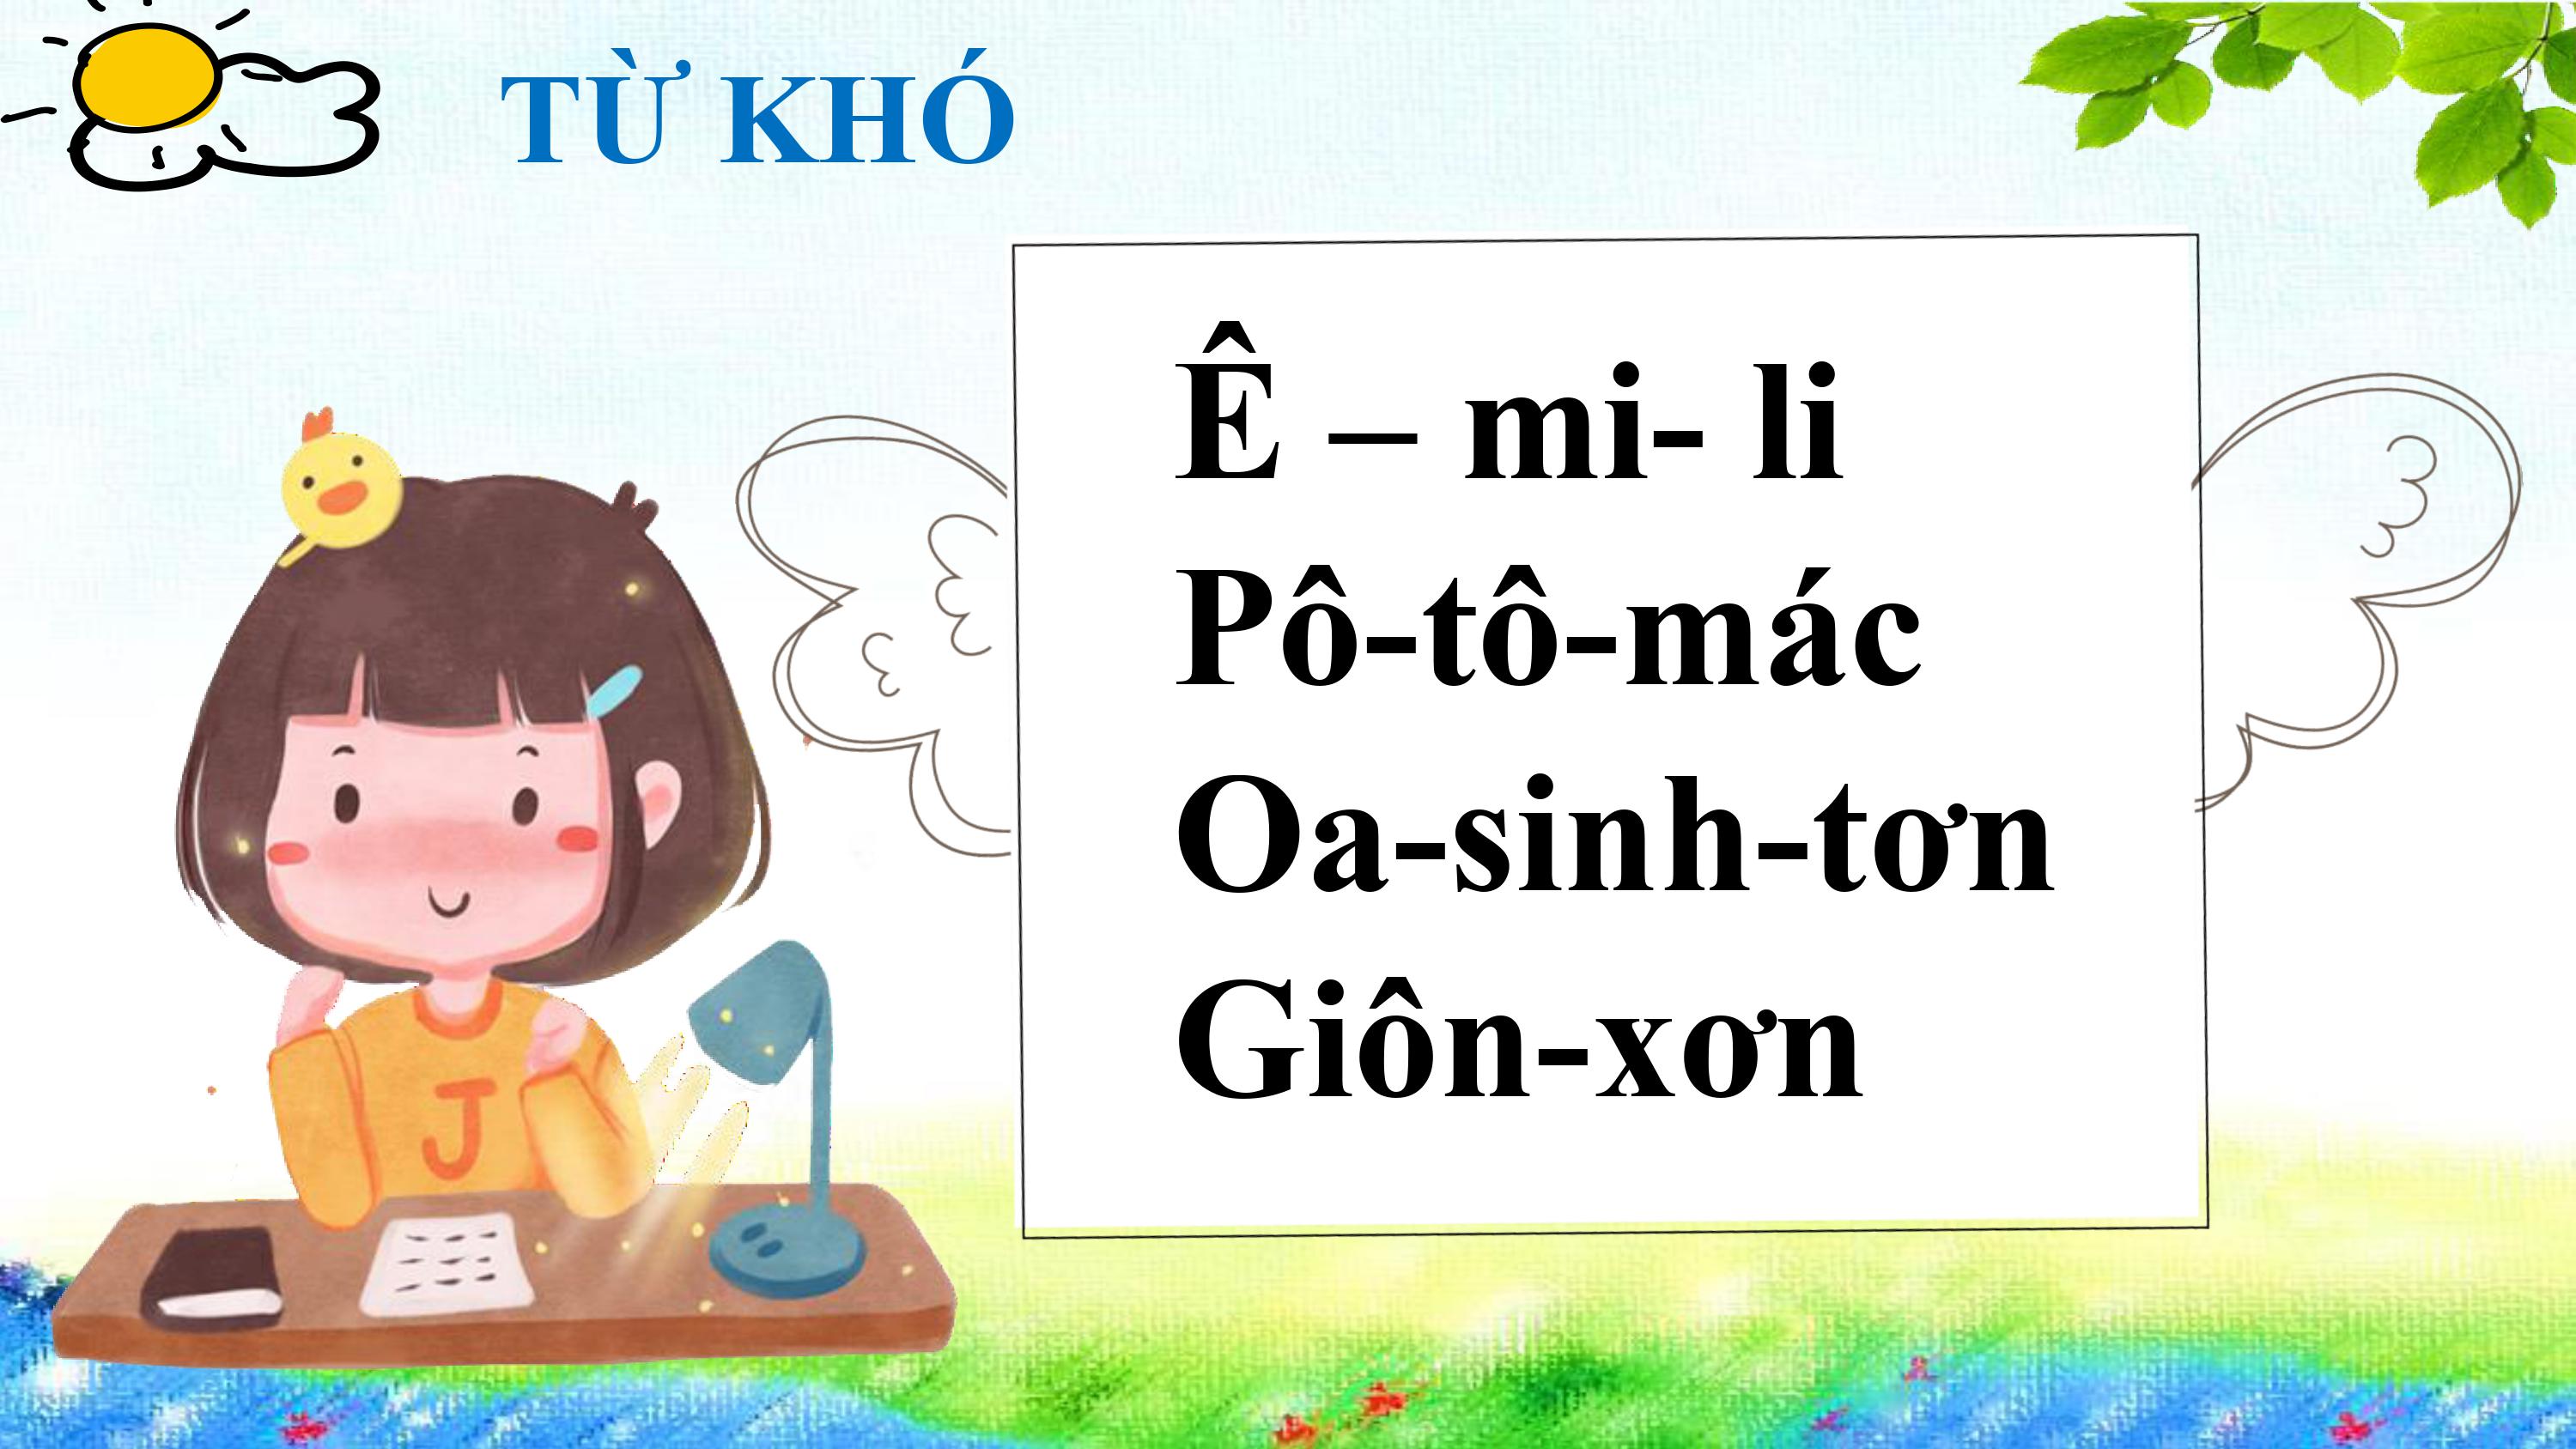 TỪ KHÓ
Ê – mi- li
Pô-tô-mác
Oa-sinh-tơn
Giôn-xơn
J